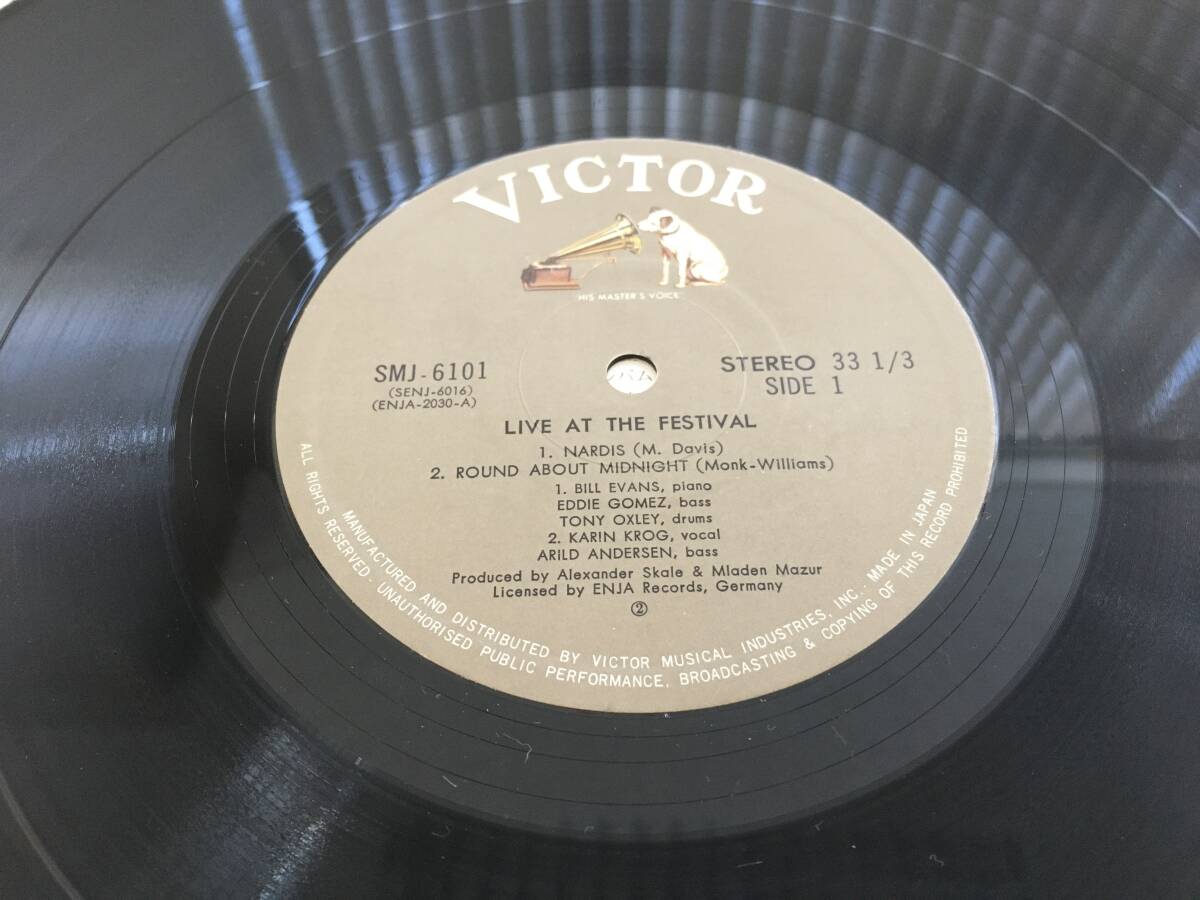 VICTOR
HIS MASTER'S VOICE
SMJ-6101
(SENJ-6016)
(ENJA-2030-A)
STEREO 33 1/3
SIDE 1
LIVE AT THE FESTIVAL
1. NARDIS (M. Davis)
2. ROUND ABOUT MIDNIGHT (Monk-Williams)
1. BILL EVANS, piano
EDDIE GOMEZ, bass
TONY OXLEY, drums
2. KARIN KROG, vocal
ARILD ANDERSEN, bass
Produced by Alexander Skale & Mladen Mazur
Licensed by ENJA Records, Germany
②
MANUFACTURED AND DISTRIBUTED BY VICTOR MUSICAL INDUSTRIES, INC.: MADE IN JAPAN
ALL RIGHTS RESERVED. UNAUTHORISED PUBLIC PERFORMANCE, BROADCASTING & COPYING OF THIS RECORD PROHIBITED